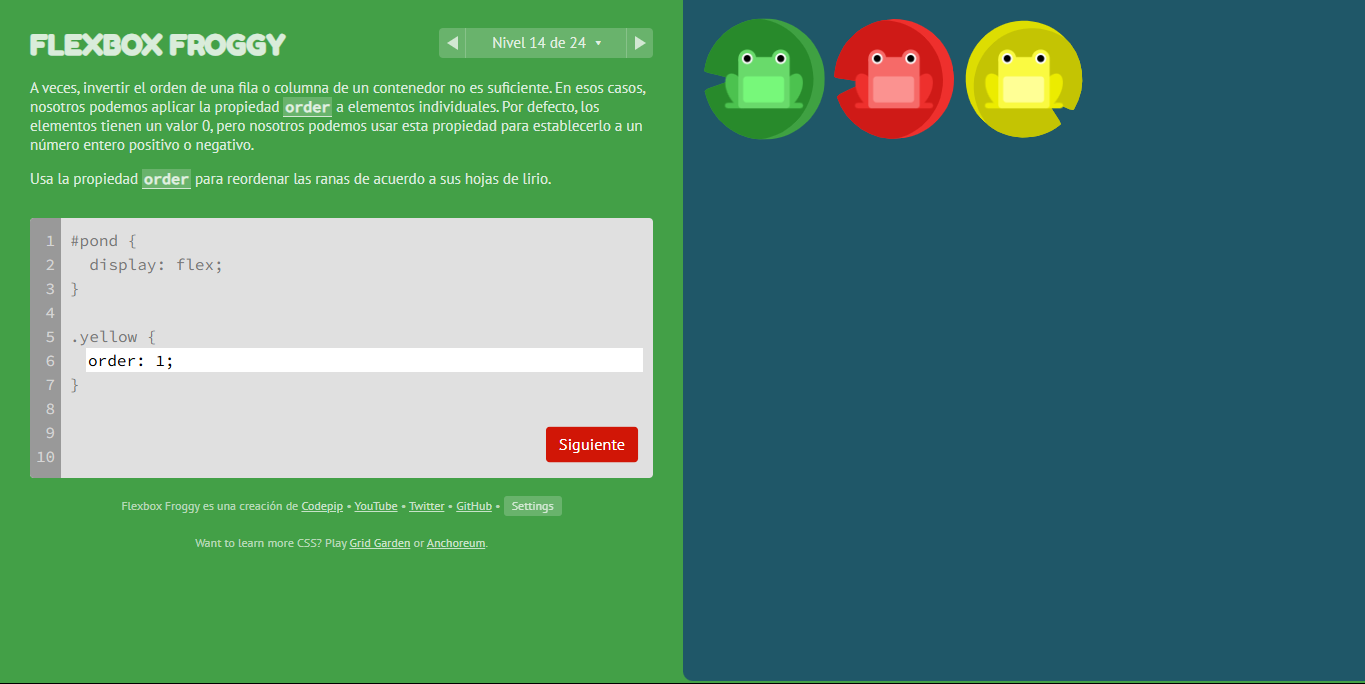 FLEXBOX FROGGY
◀ Nivel 14 de 24 ▾ ▶
A veces, invertir el orden de una fila o columna de un contenedor no es suficiente. En esos casos,
nosotros podemos aplicar la propiedad order a elementos individuales. Por defecto, los
elementos tienen un valor 0, pero nosotros podemos usar esta propiedad para establecerlo a un
número entero positivo o negativo.
Usa la propiedad order para reordenar las ranas de acuerdo a sus hojas de lirio.
1 #pond {
2   display: flex;
3 }
4
5 .yellow {
6   order: 1;
7 }
8
9
10
Siguiente
Flexbox Froggy es una creación de Codepip • YouTube • Twitter • GitHub • Settings
Want to learn more CSS? Play Grid Garden or Anchoreum.